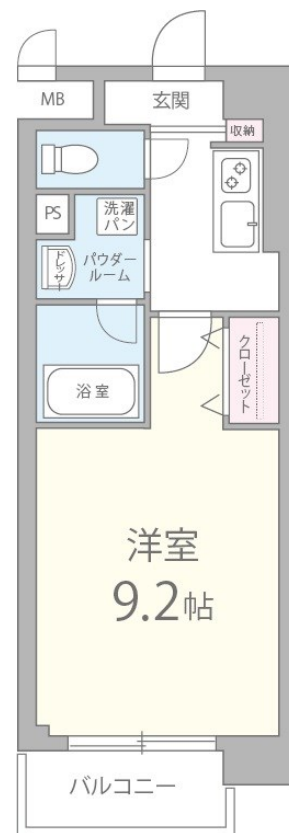 MB
玄関
収納
PS
洗濯
パン
ドレッサー
パウダー
ルーム
クローゼット
浴室
洋室
9.2帖
バルコニー